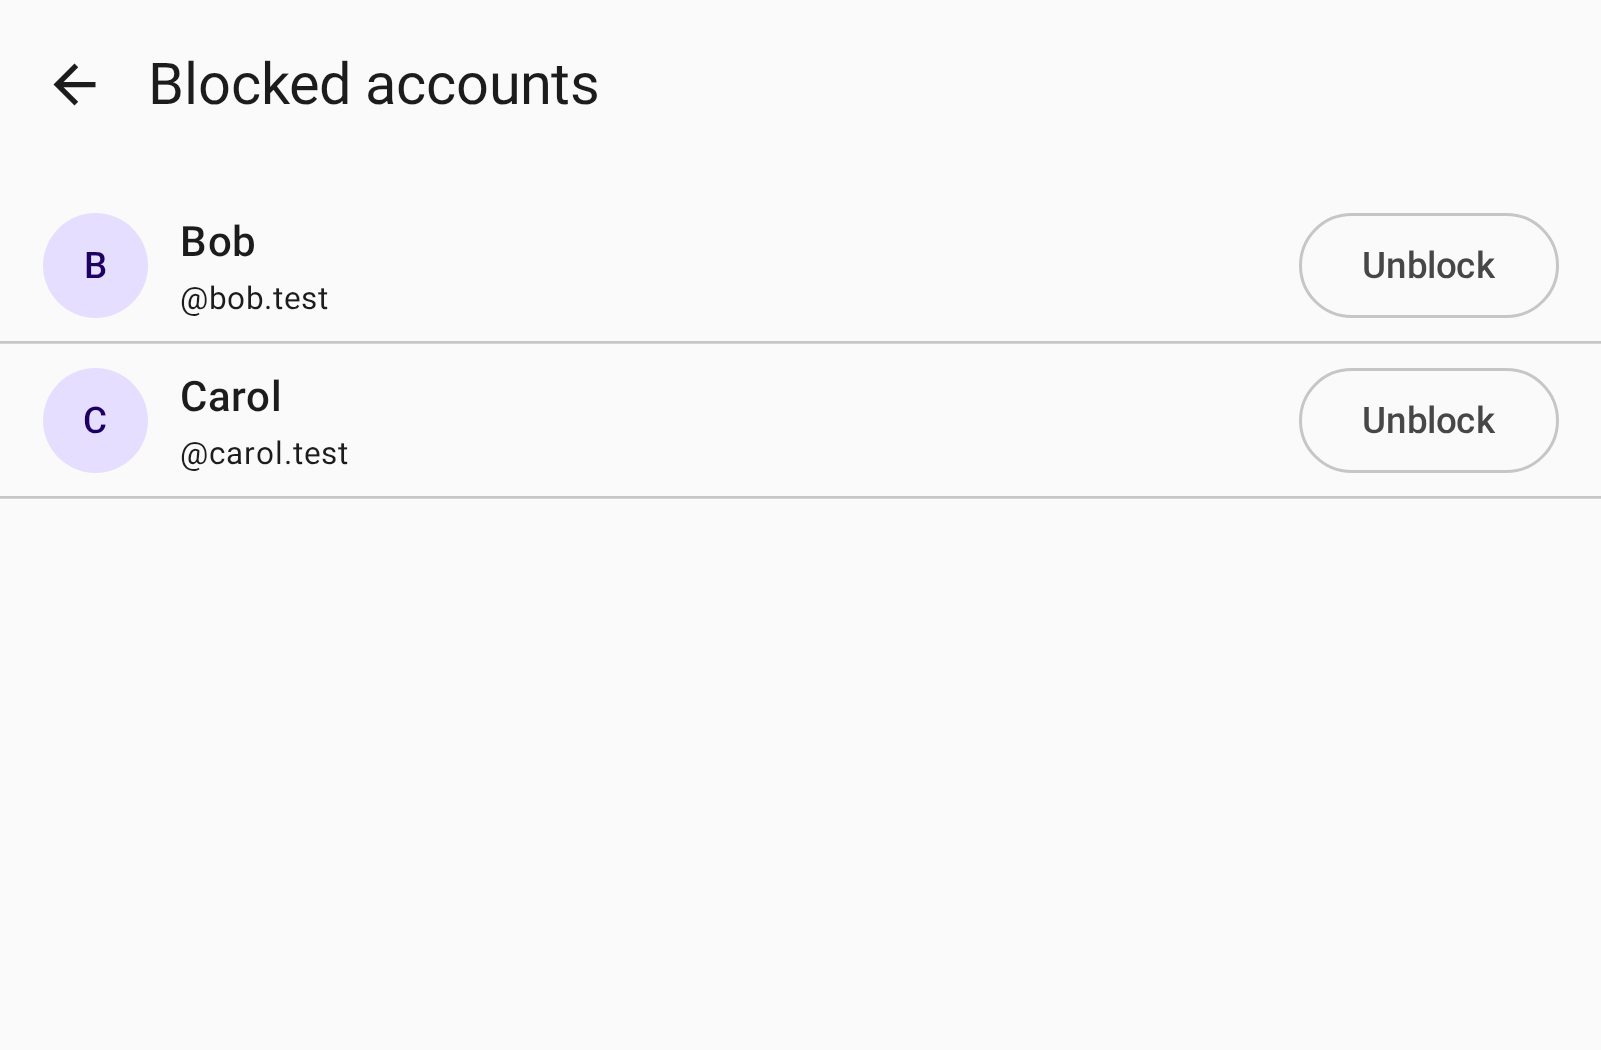 Blocked accounts
B
Bob
@bob.test
Unblock
C
Carol
@carol.test
Unblock